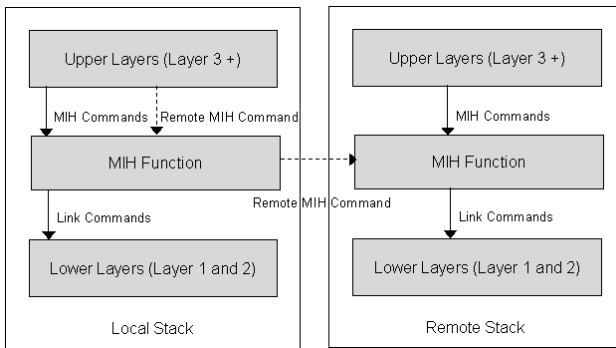 Upper Layers (Layer 3 +)
MIH Commands
Remote MIH Command
MIH Function
Link Commands
Lower Layers (Layer 1 and 2)
Local Stack
Remote MIH Command
Upper Layers (Layer 3 +)
MIH Commands
MIH Function
Link Commands
Lower Layers (Layer 1 and 2)
Remote Stack